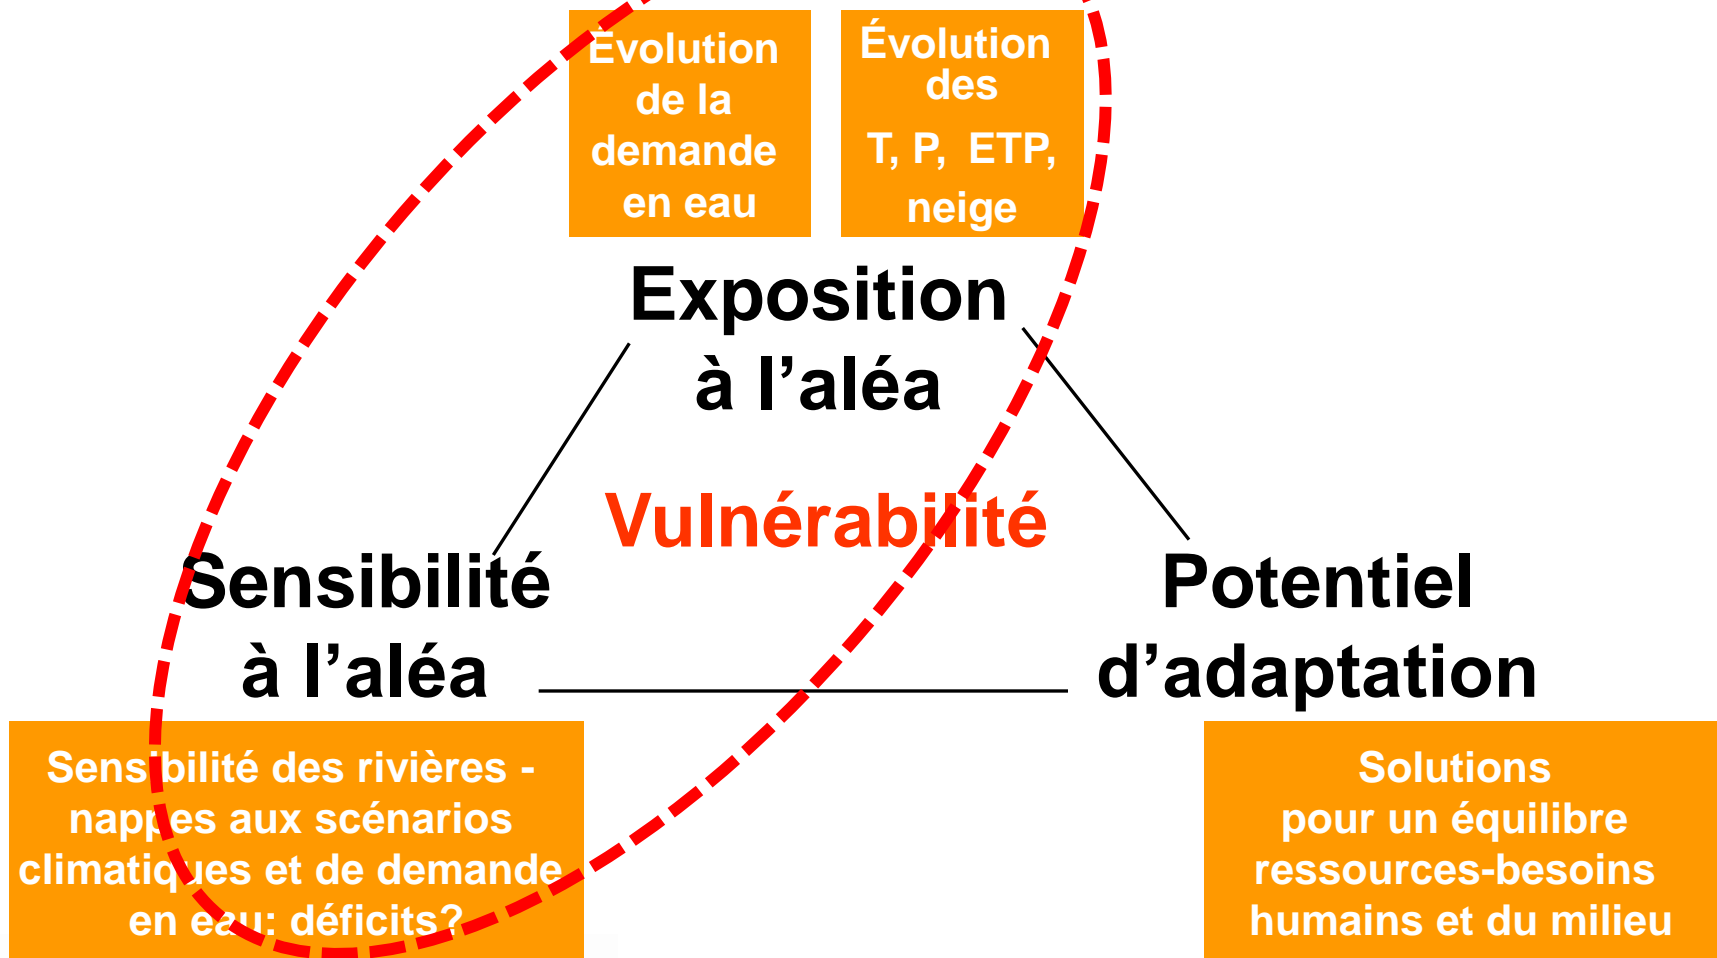 Évolution
de la
demande
en eau
Évolution
des
T, P, ETP,
neige
Exposition
à l’aléa
Vulnérabilité
Sensibilité
à l’aléa
Potentiel
d’adaptation
Sensibilité des rivières -
nappes aux scénarios
climatiques et de demande
en eau: déficits?
Solutions
pour un équilibre
ressources-besoins
humains et du milieu